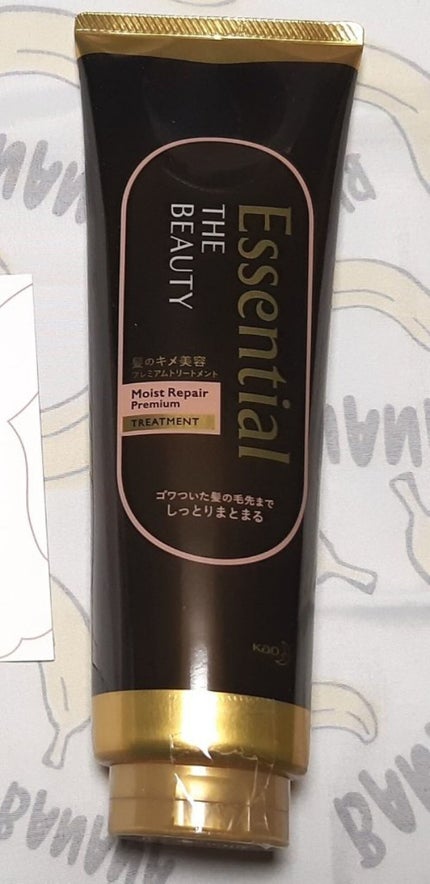 Essential
THE
BEAUTY
髪のキメ美容
プレミアムトリートメント
Moist Repair
Premium
TREATMENT
ゴワついた髪の毛先まで
しっとりまとまる
Kao
BANANA
BANANA